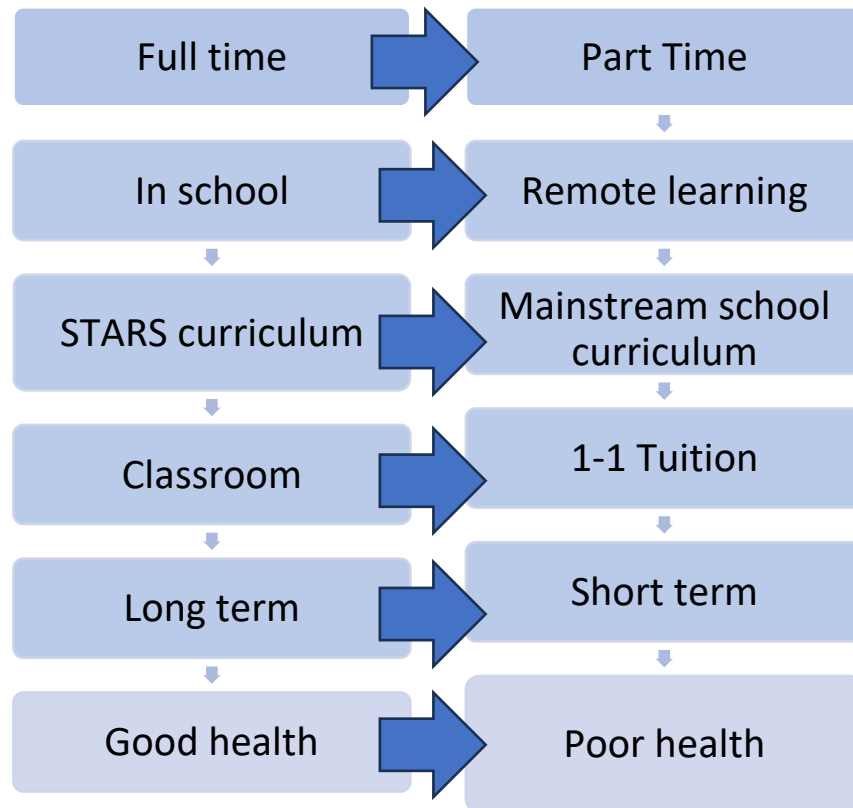 Full time
Part Time
In school
Remote learning
STARS curriculum
Mainstream school
curriculum
Classroom
1-1 Tuition
Long term
Short term
Good health
Poor health